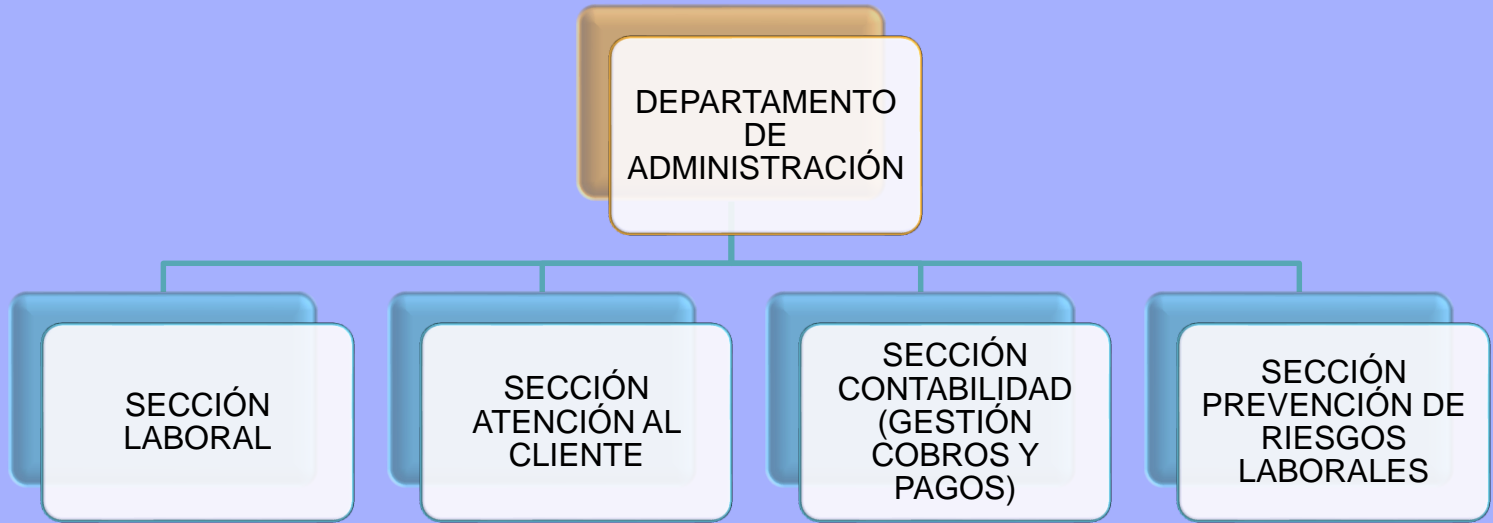 DEPARTAMENTO
DE
ADMINISTRACIÓN
SECCIÓN
LABORAL
SECCIÓN
ATENCIÓN AL
CLIENTE
SECCIÓN
CONTABILIDAD
(GESTIÓN
COBROS Y
PAGOS)
SECCIÓN
PREVENCIÓN DE
RIESGOS
LABORALES